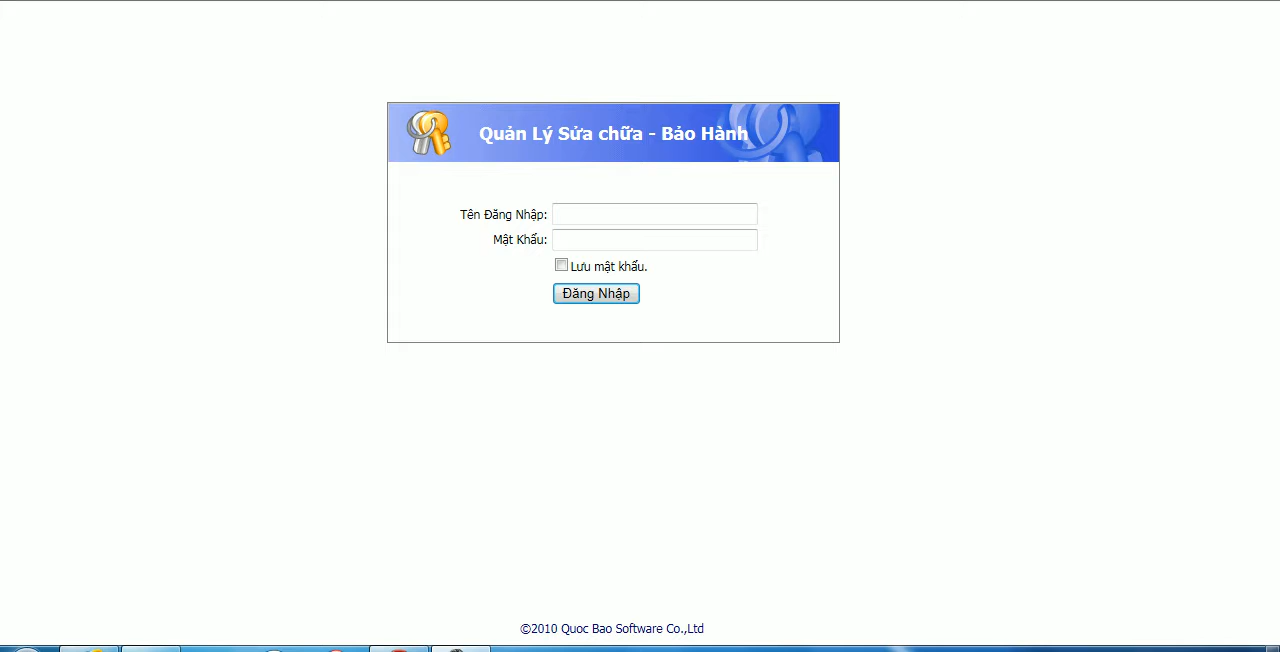 Quản Lý Sửa chữa - Bảo Hành
Tên Đăng Nhập:
Mật Khẩu:
Lưu mật khẩu.
Đăng Nhập
©2010 Quoc Bao Software Co.,Ltd